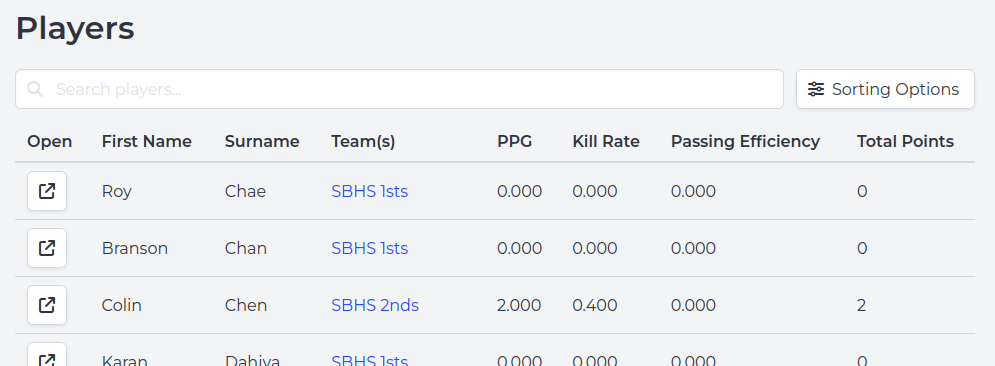 Players
Search players...
Sorting Options
Open First Name Surname Team(s) PPG Kill Rate Passing Efficiency Total Points
Roy Chae SBHS 1sts 0.000 0.000 0.000 0
Branson Chan SBHS 1sts 0.000 0.000 0.000 0
Colin Chen SBHS 2nds 2.000 0.400 0.000 2
Karan Dahiya SBHS 1sts 0.000 0.000 0.000 0